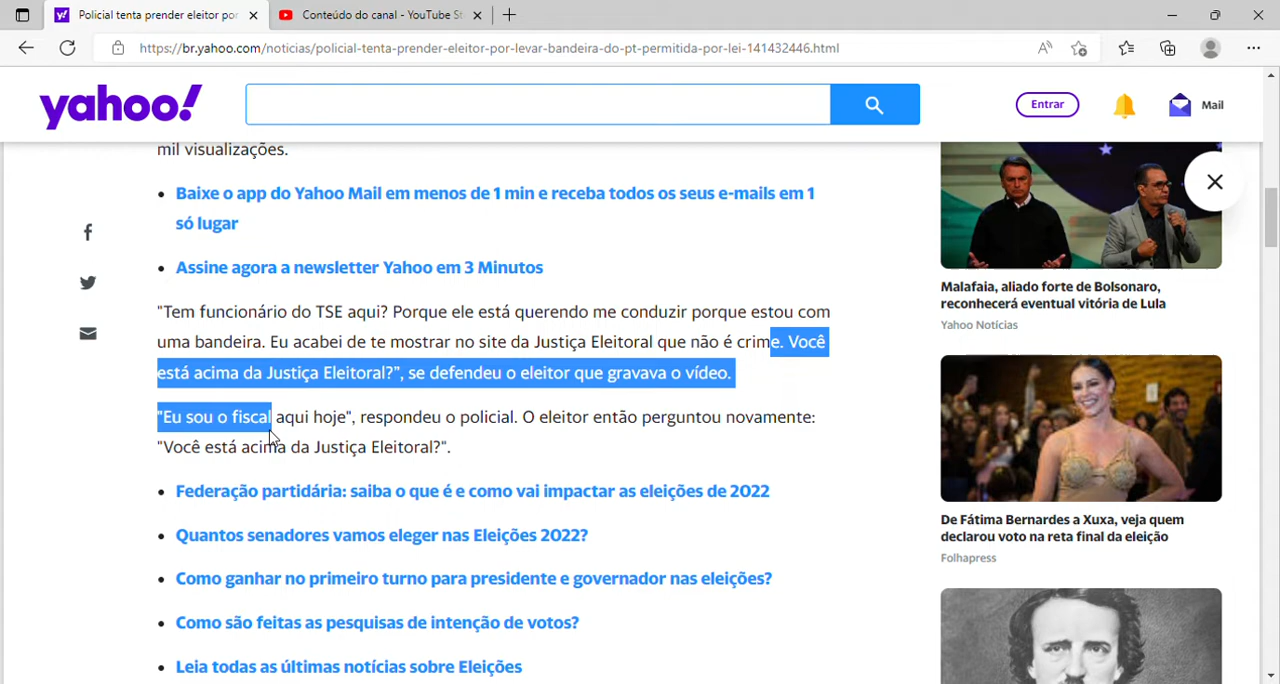 Policial tenta prender eleitor por
Conteúdo do canal - YouTube St
https://br.yahoo.com/noticias/policial-tenta-prender-eleitor-por-levar-bandeira-do-pt-permitida-por-lei-141432446.html
yahoo!
Entrar
Mail
mil visualizações.
• Baixe o app do Yahoo Mail em menos de 1 min e receba todos os seus e-mails em 1
só lugar
• Assine agora a newsletter Yahoo em 3 Minutos
"Tem funcionário do TSE aqui? Porque ele está querendo me conduzir porque estou com
uma bandeira. Eu acabei de te mostrar no site da Justiça Eleitoral que não é crime. Você
está acima da Justiça Eleitoral?”, se defendeu o eleitor que gravava o vídeo.
"Eu sou o fiscal aqui hoje", respondeu o policial. O eleitor então perguntou novamente:
"Você está acima da Justiça Eleitoral?".
• Federação partidária: saiba o que é e como vai impactar as eleições de 2022
• Quantos senadores vamos eleger nas Eleições 2022?
• Como ganhar no primeiro turno para presidente e governador nas eleições?
• Como são feitas as pesquisas de intenção de votos?
• Leia todas as últimas notícias sobre Eleições
Malafaia, aliado forte de Bolsonaro,
reconhecerá eventual vitória de Lula
Yahoo Notícias
De Fátima Bernardes a Xuxa, veja quem
declarou voto na reta final da eleição
Folhapress